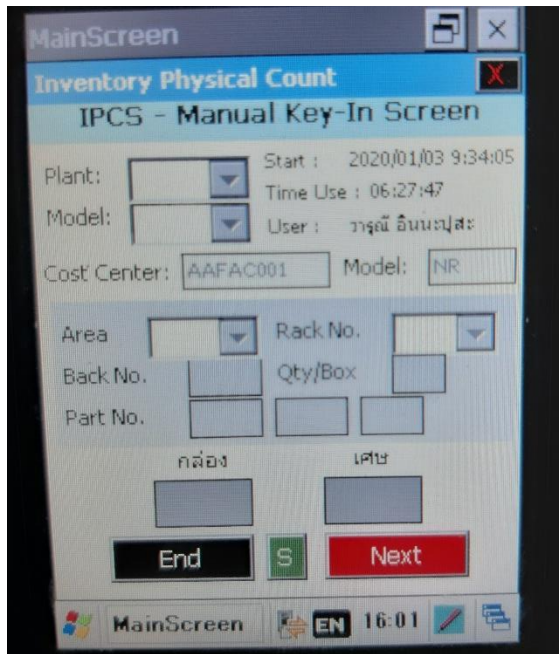 MainScreen
Inventory Physical Count X
IPCS - Manual Key-In Screen
Plant: Start : 2020/01/03 9:34:05
Time Use : 06:27:47
Model: User : วารุณี อินนะปุสะ
Cost Center: AAFAC001 Model: NR
Area Rack No.
Back No. Qty/Box
Part No.
กล่อง เศษ
End S Next
MainScreen EN 16:01